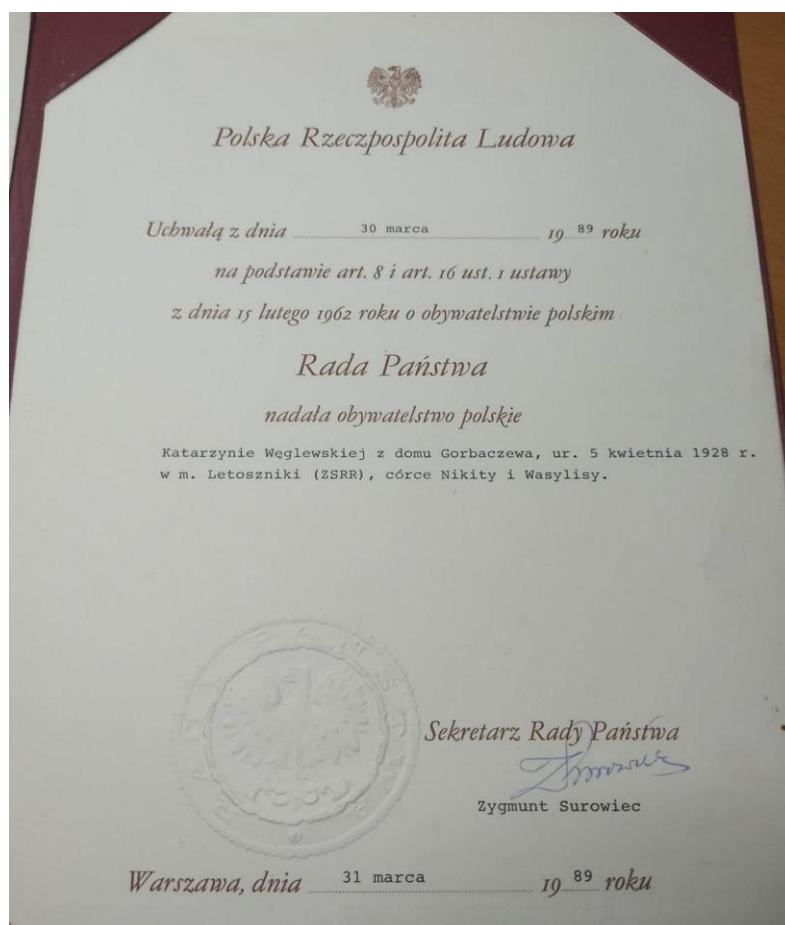 Polska Rzeczpospolita Ludowa
Uchwałą z dnia 30 marca 19 89 roku
na podstawie art. 8 i art. 16 ust. 1 ustawy
z dnia 15 lutego 1962 roku o obywatelstwie polskim
Rada Państwa
nadała obywatelstwo polskie
Katarzynie Węglewskiej z domu Gorbaczewa, ur. 5 kwietnia 1928 r.
w m. Letoszniki (ZSRR), córce Nikity i Wasylisy.
RADA PAŃSTWA
Sekretarz Rady Państwa
Zygmunt Surowiec
Warszawa, dnia 31 marca 19 89 roku